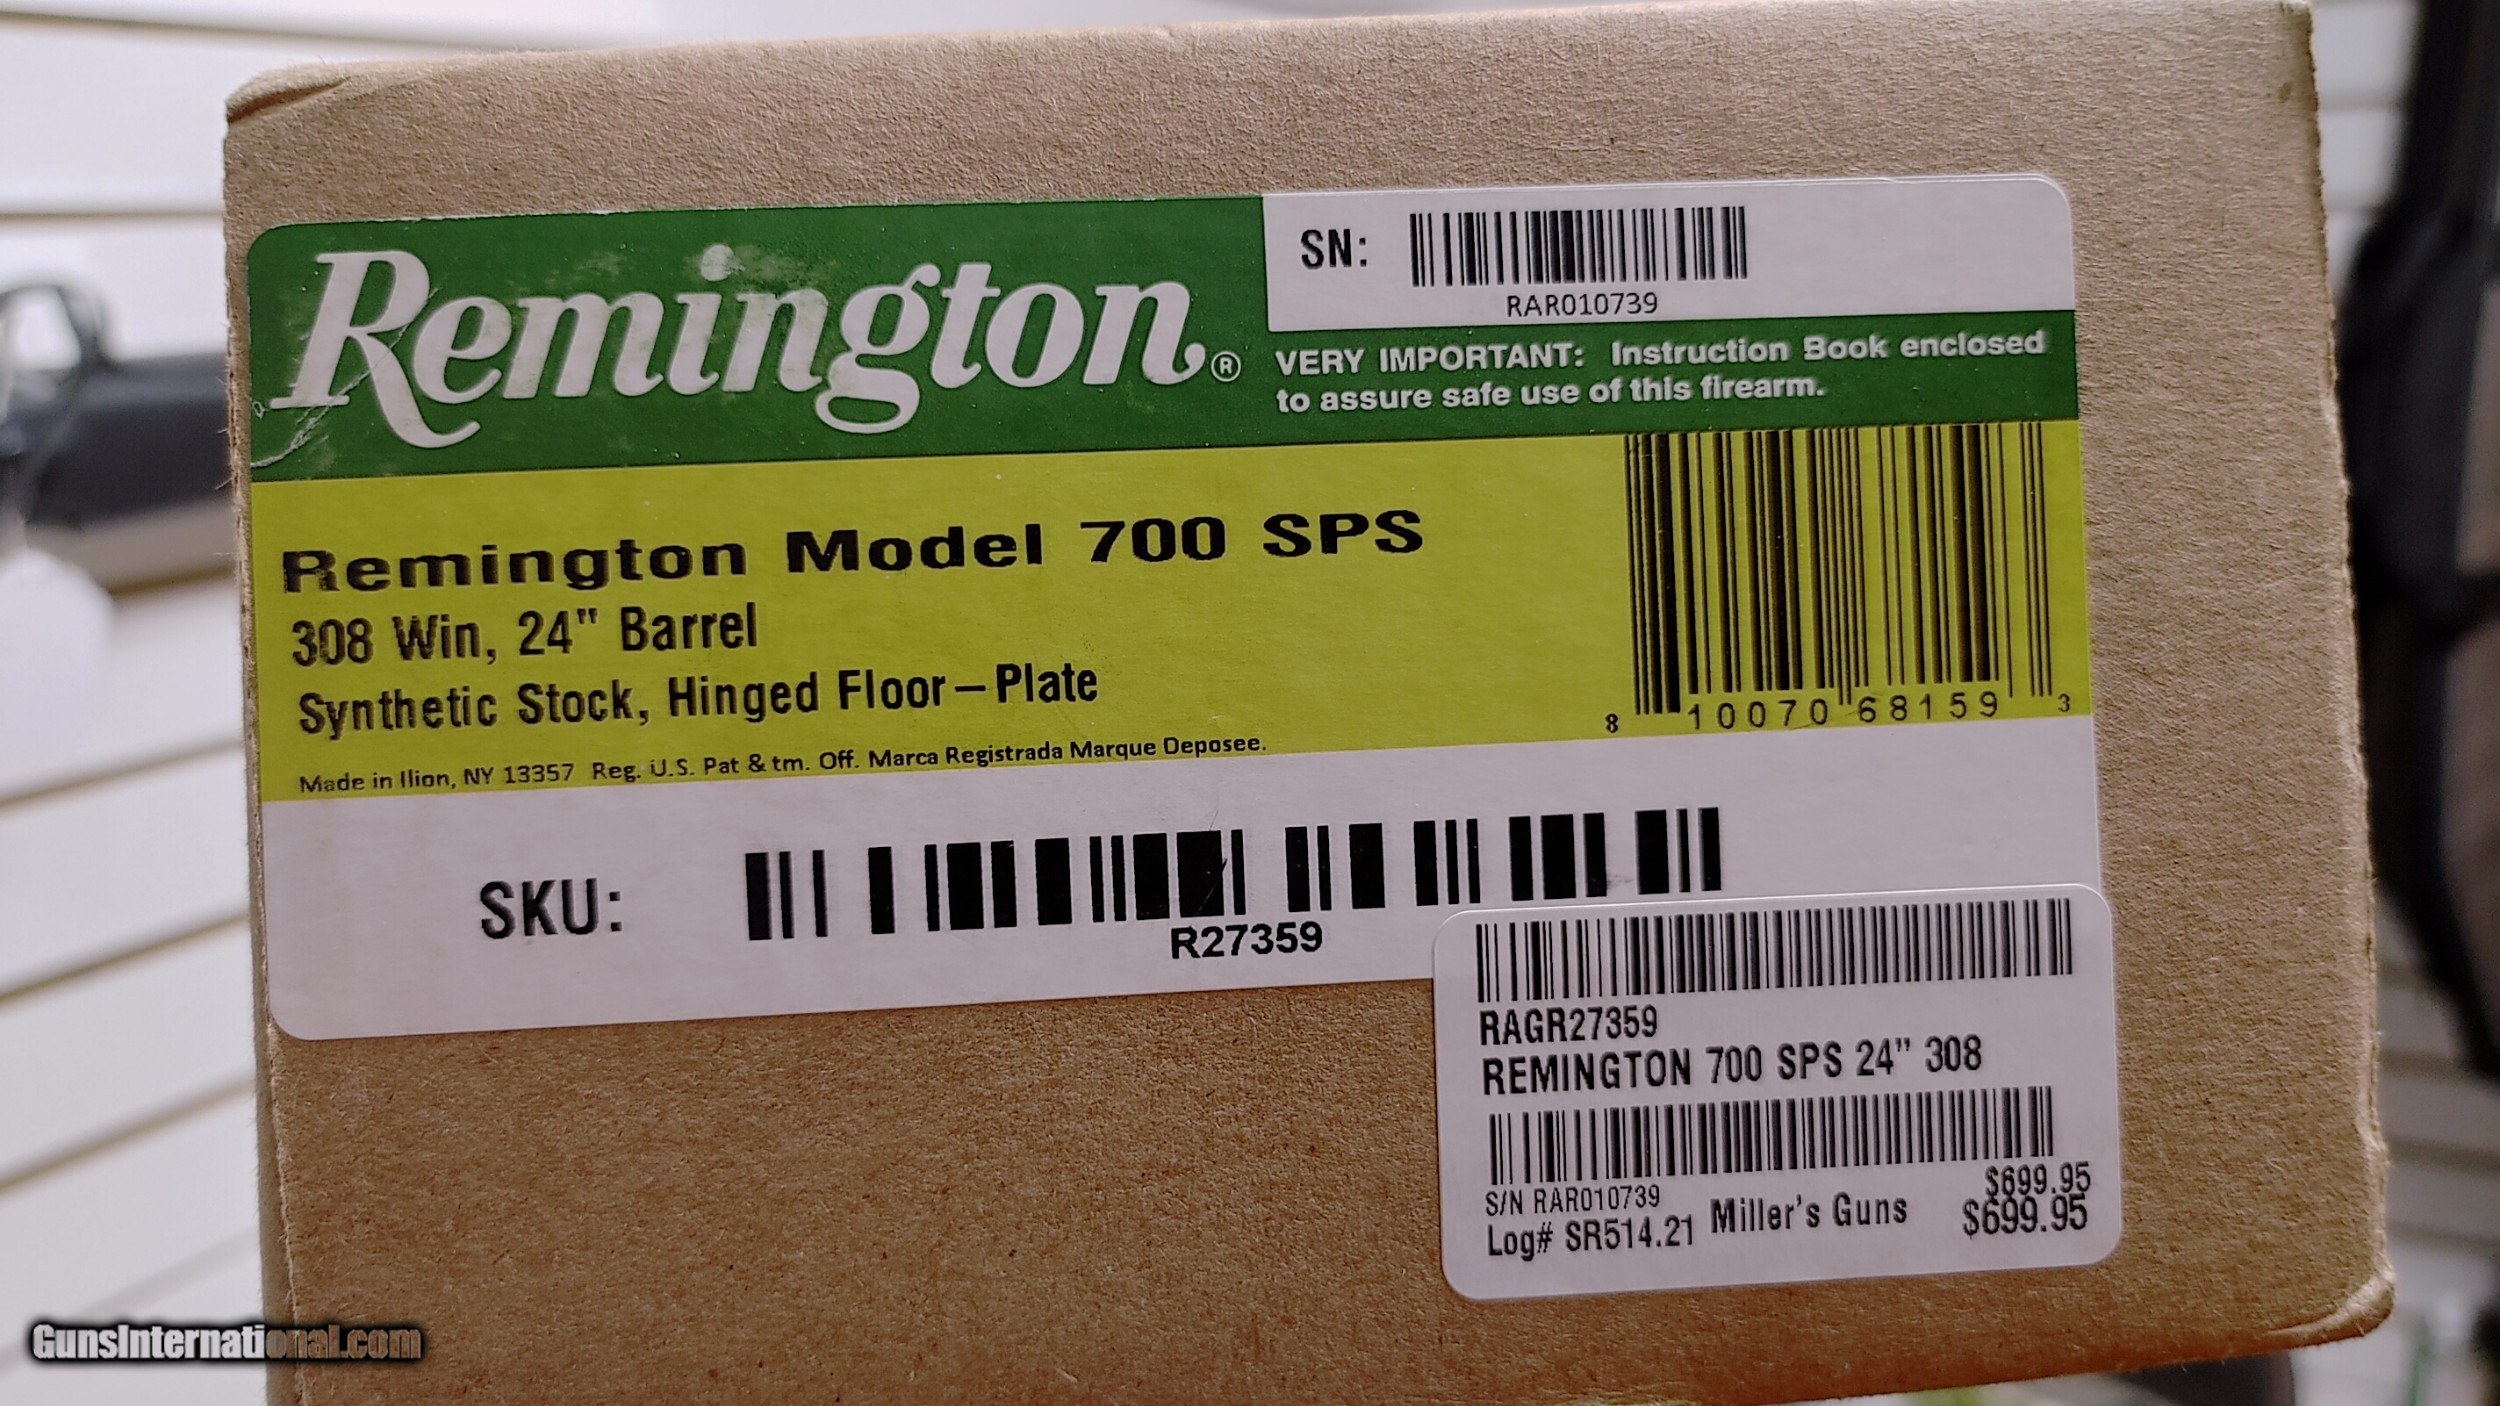 Remington®
SN:
RAR010739
VERY IMPORTANT: Instruction Book enclosed
to assure safe use of this firearm.
Remington Model 700 SPS
308 Win, 24" Barrel
Synthetic Stock, Hinged Floor-Plate
8 10070 68159 3
Made in Ilion, NY 13357 Reg. U.S. Pat & tm. Off. Marca Registrada Marque Deposee.
SKU:
R27359
RAGR27359
REMINGTON 700 SPS 24" 308
S/N RAR010739
$699.95
Log# SR514.21 Miller's Guns $699.95
GunsInternational.com